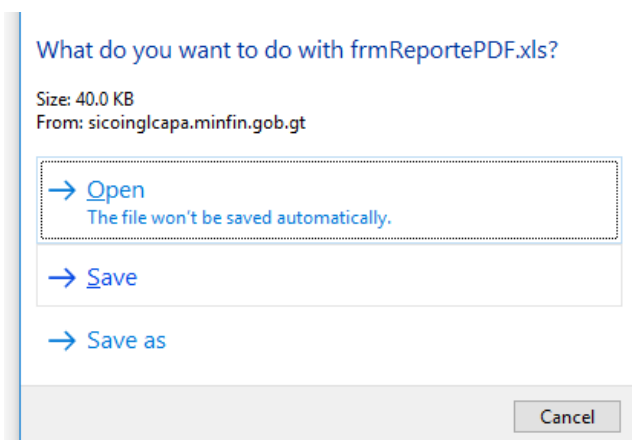 What do you want to do with frmReportePDF.xls?
Size: 40.0 KB
From: sicoinglcapa.minfin.gob.gt
Open
The file won't be saved automatically.
Save
Save as
Cancel